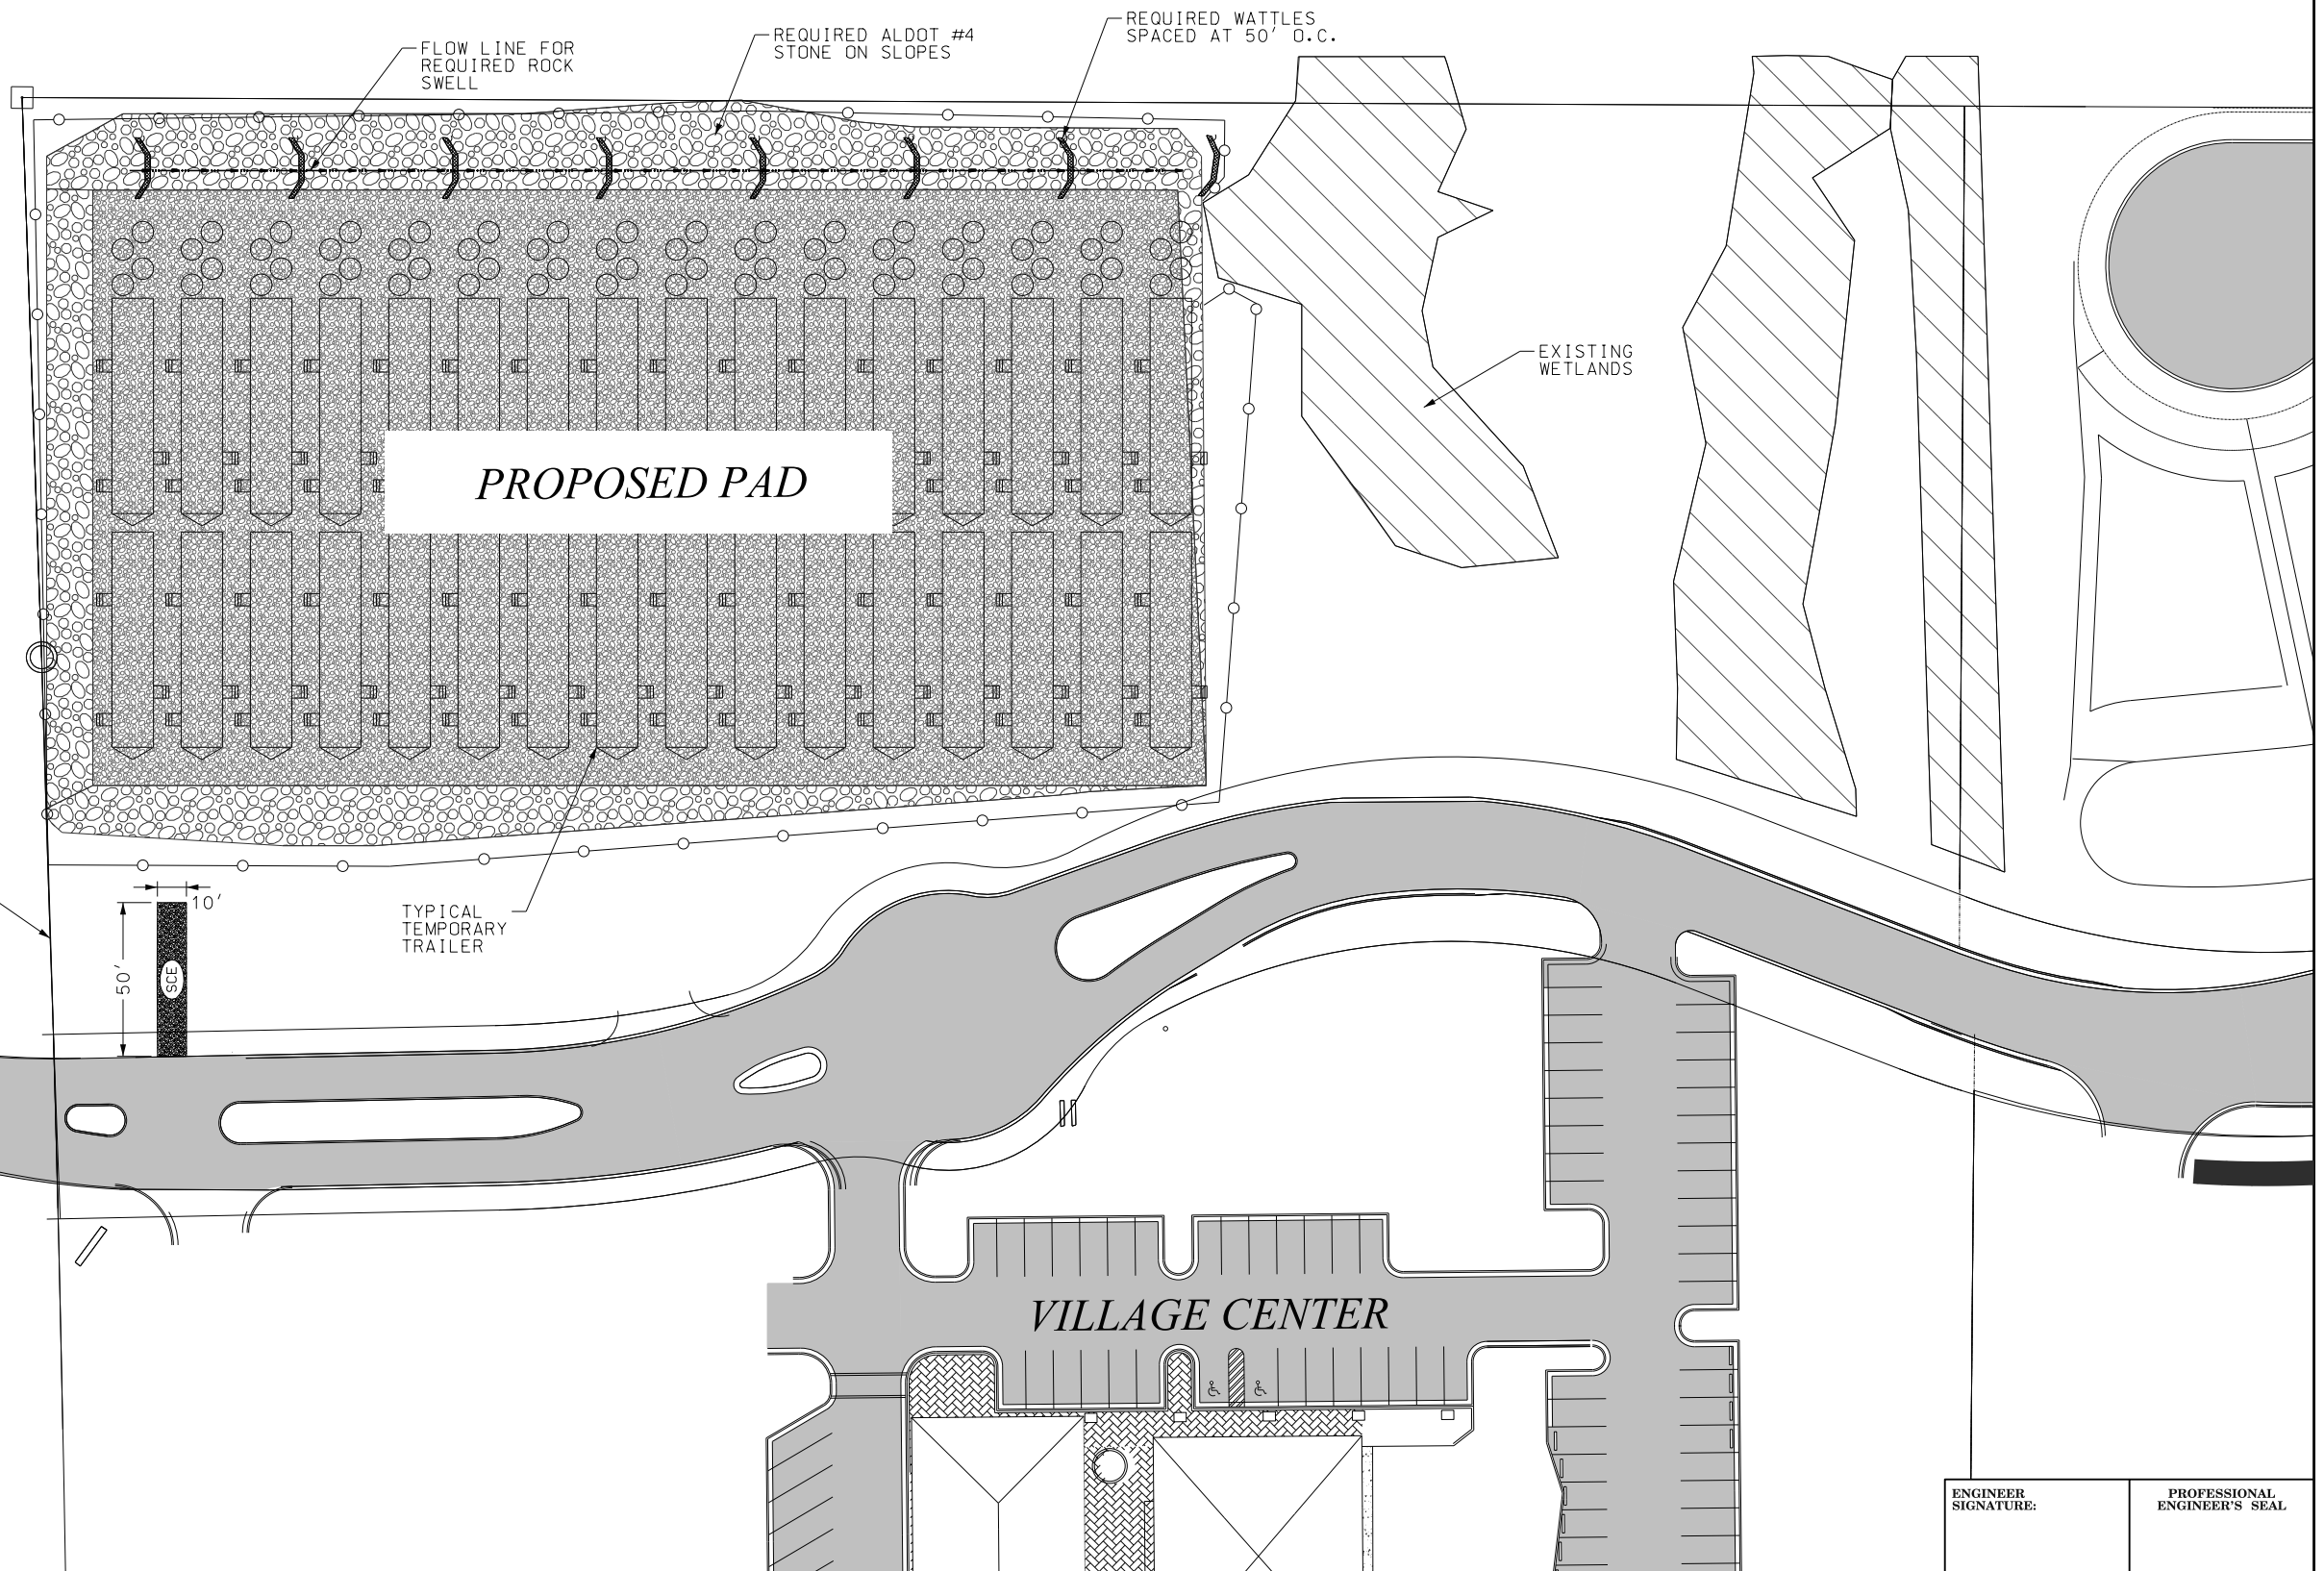 REQUIRED WATTLES
SPACED AT 50' O.C.
REQUIRED ALDOT #4
STONE ON SLOPES
FLOW LINE FOR
REQUIRED ROCK
SWELL
EXISTING
WETLANDS
PROPOSED PAD
10'
50'
SCE
TYPICAL
TEMPORARY
TRAILER
VILLAGE CENTER
ENGINEER
SIGNATURE:
PROFESSIONAL
ENGINEER'S SEAL